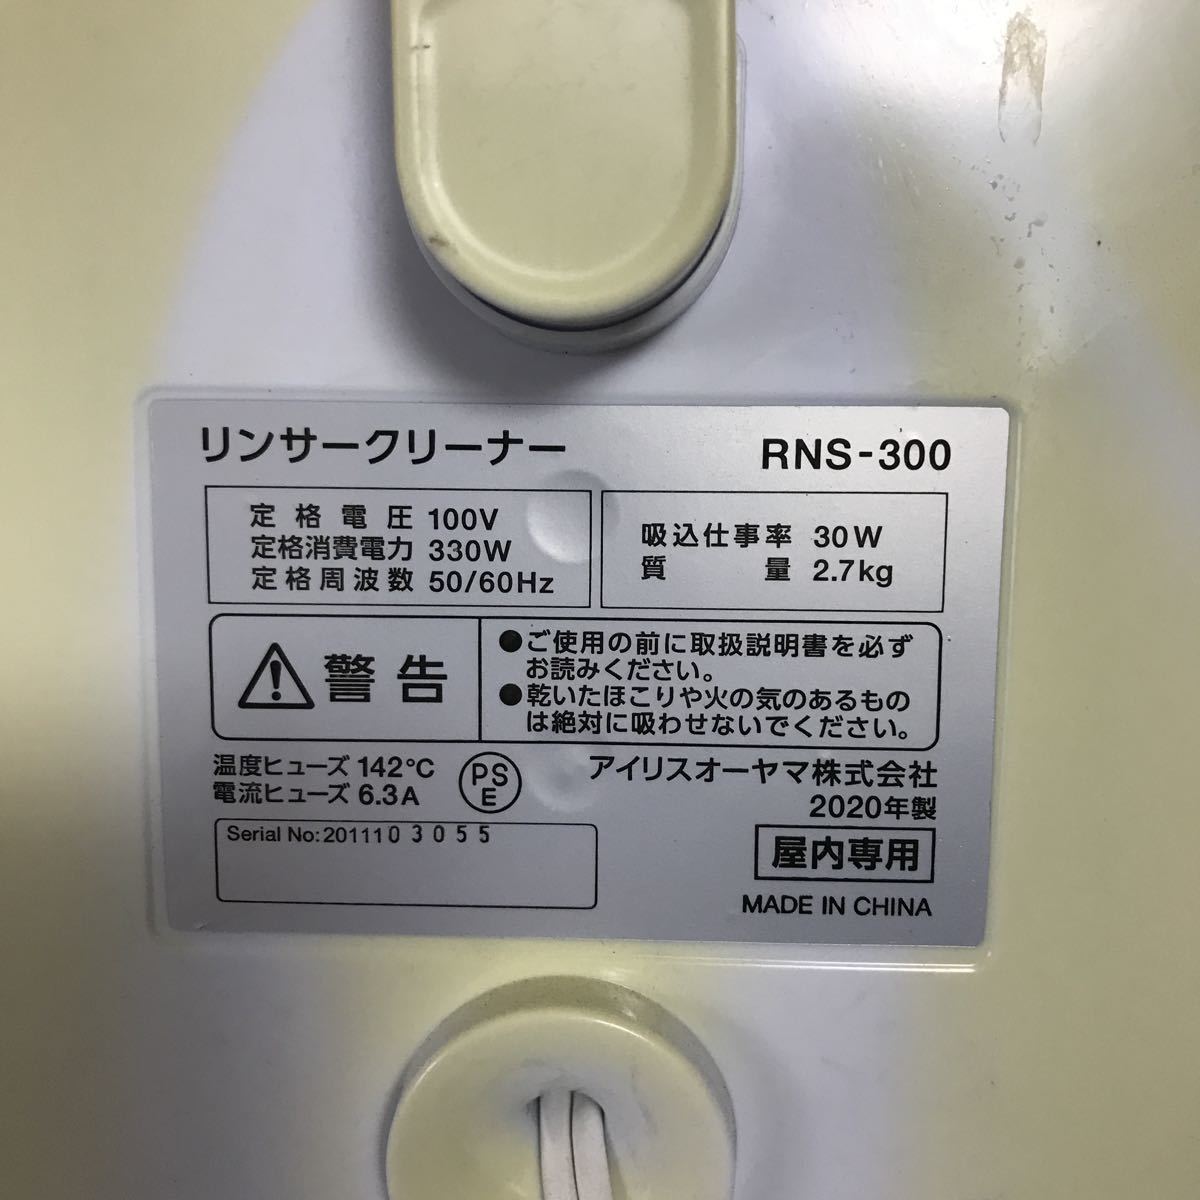 リンサークリーナー RNS-300
定格電圧 100V
定格消費電力 330W
定格周波数 50/60Hz
吸込仕事率 30W
質量 2.7kg
警告
●ご使用の前に取扱説明書を必ず
お読みください。
●乾いたほこりや火の気のあるもの
は絶対に吸わせないでください。
温度ヒューズ 142℃
電流ヒューズ 6.3A
PS
E
アイリスオーヤマ株式会社
2020年製
Serial No:201110 3 0 5 5
屋内専用
MADE IN CHINA